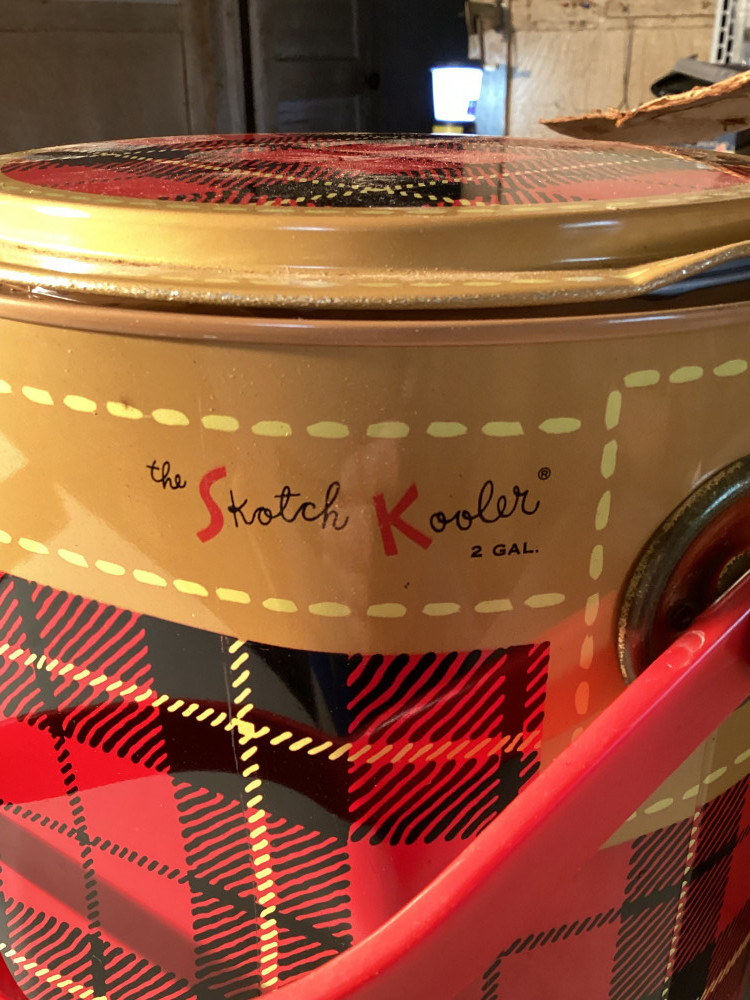 the Skotch Kooler®
2 GAL.